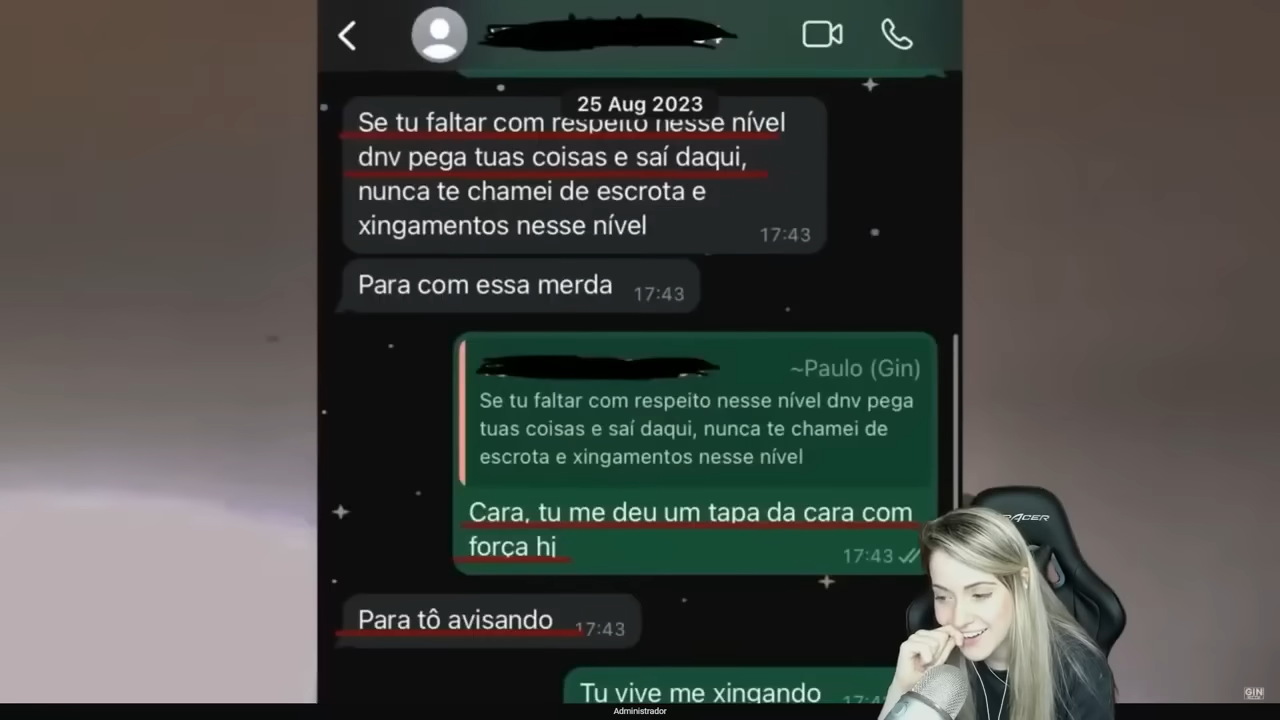 25 Aug 2023
Se tu faltar com respeito nesse nível
dnv pega tuas coisas e saí daqui,
nunca te chamei de escrota e
xingamentos nesse nível
17:43
Para com essa merda
17:43
~Paulo (Gin)
Se tu faltar com respeito nesse nível dnv pega
tuas coisas e saí daqui, nunca te chamei de
escrota e xingamentos nesse nível
Cara, tu me deu um tapa da cara com
força hj
17:43
Para tô avisando
17:43
Tu vive me xingando
GIN
Administrador